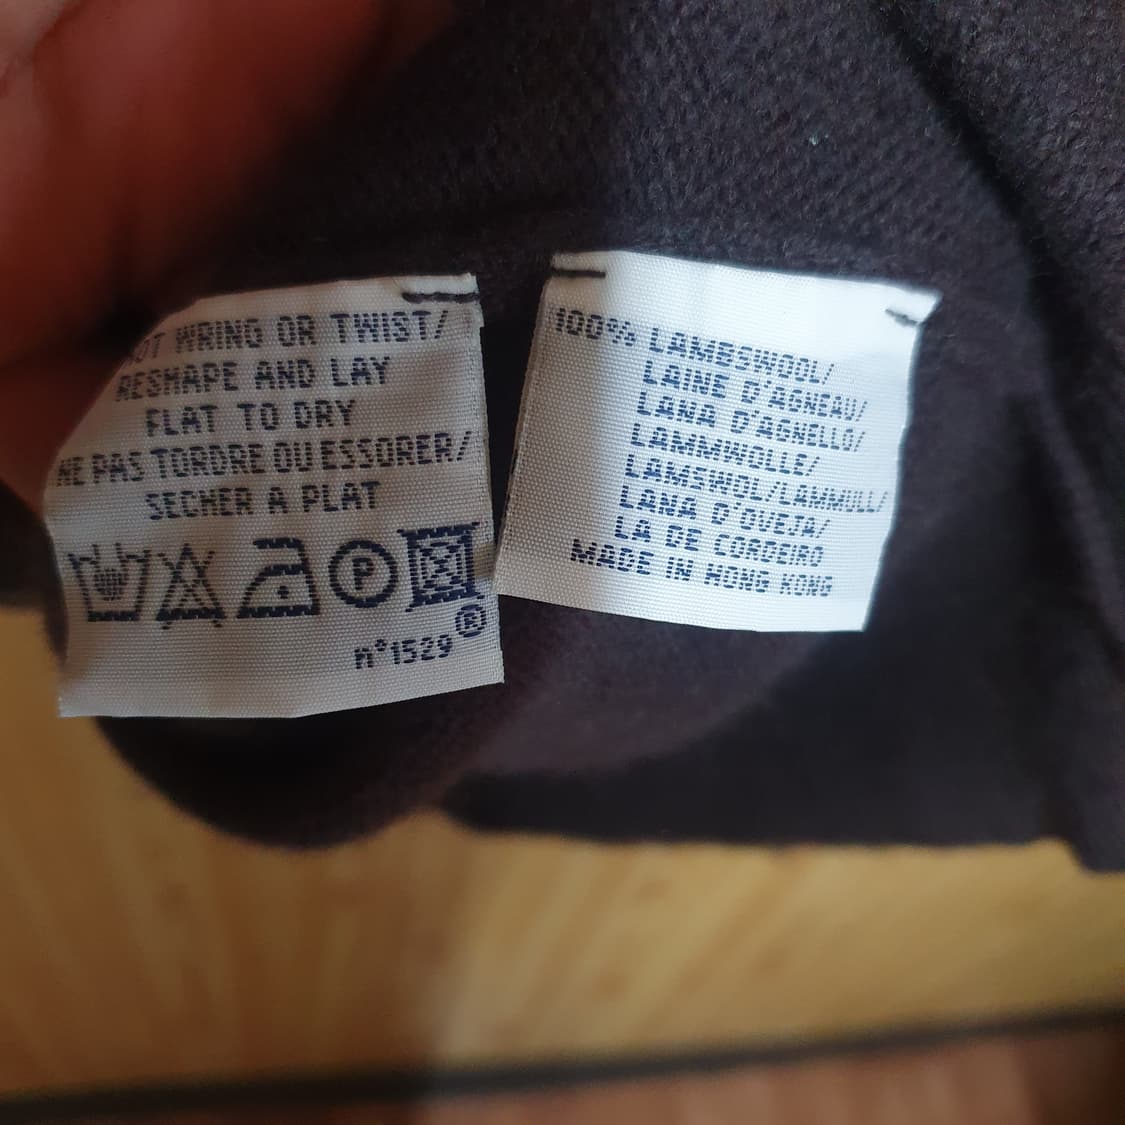 NOT WRING OR TWIST/
RESHAPE AND LAY
FLAT TO DRY
NE PAS TORDRE OU ESSORER/
SECHER A PLAT
P
n°1529 ®
100% LAMBSWOOL/
LAINE D'AGNEAU/
LANA D'AGNELLO/
LAMMWOLLE/
LAMSWOL/LAMMULL/
LANA D'OVEJA/
LA DE CORDEIRO
MADE IN HONG KONG